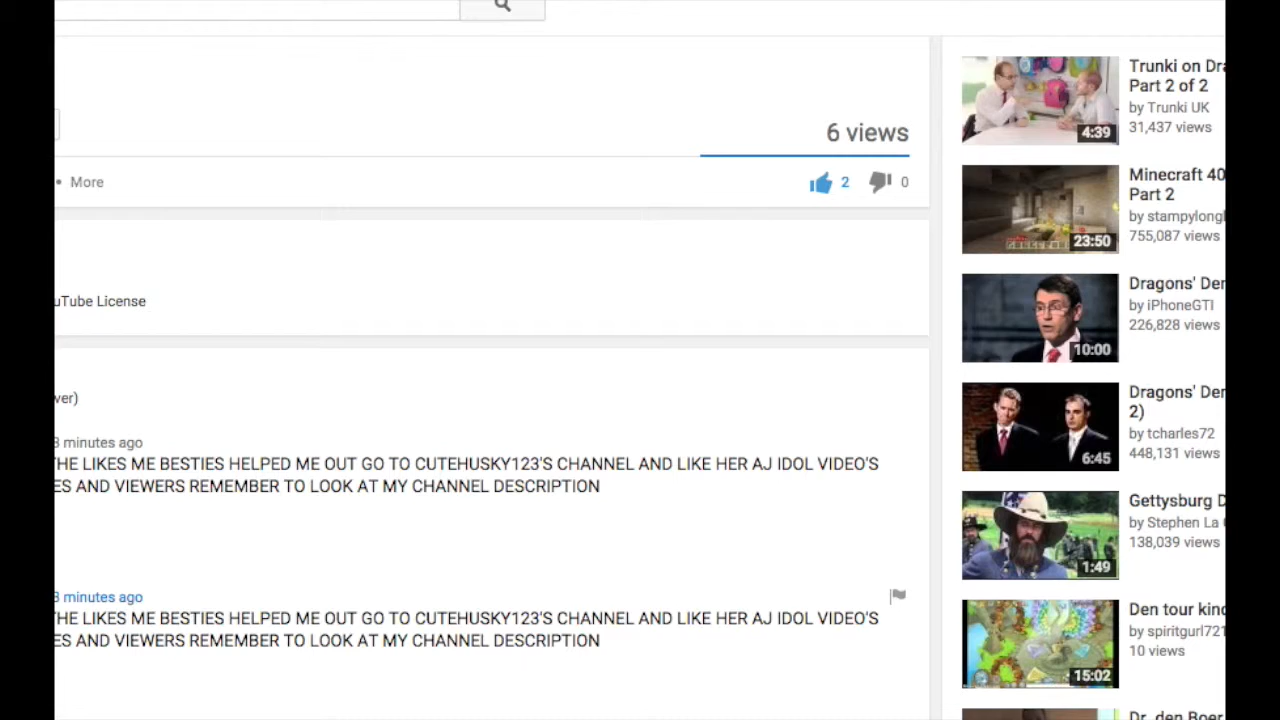 6 views
• More
2
0
uTube License
ver)
3 minutes ago
THE LIKES ME BESTIES HELPED ME OUT GO TO CUTEHUSKY123'S CHANNEL AND LIKE HER AJ IDOL VIDEO'S
ES AND VIEWERS REMEMBER TO LOOK AT MY CHANNEL DESCRIPTION
3 minutes ago
THE LIKES ME BESTIES HELPED ME OUT GO TO CUTEHUSKY123'S CHANNEL AND LIKE HER AJ IDOL VIDEO'S
ES AND VIEWERS REMEMBER TO LOOK AT MY CHANNEL DESCRIPTION
Trunki on Dra
Part 2 of 2
by Trunki UK
31,437 views
4:39
Minecraft 40
Part 2
by stampylongl
755,087 views
23:50
Dragons' Den
by iPhoneGTI
226,828 views
10:00
Dragons' Den
2)
by tcharles72
448,131 views
6:45
Gettysburg D
by Stephen La
138,039 views
1:49
Den tour kind
by spiritgurl721
10 views
15:02
Dr. den Boer